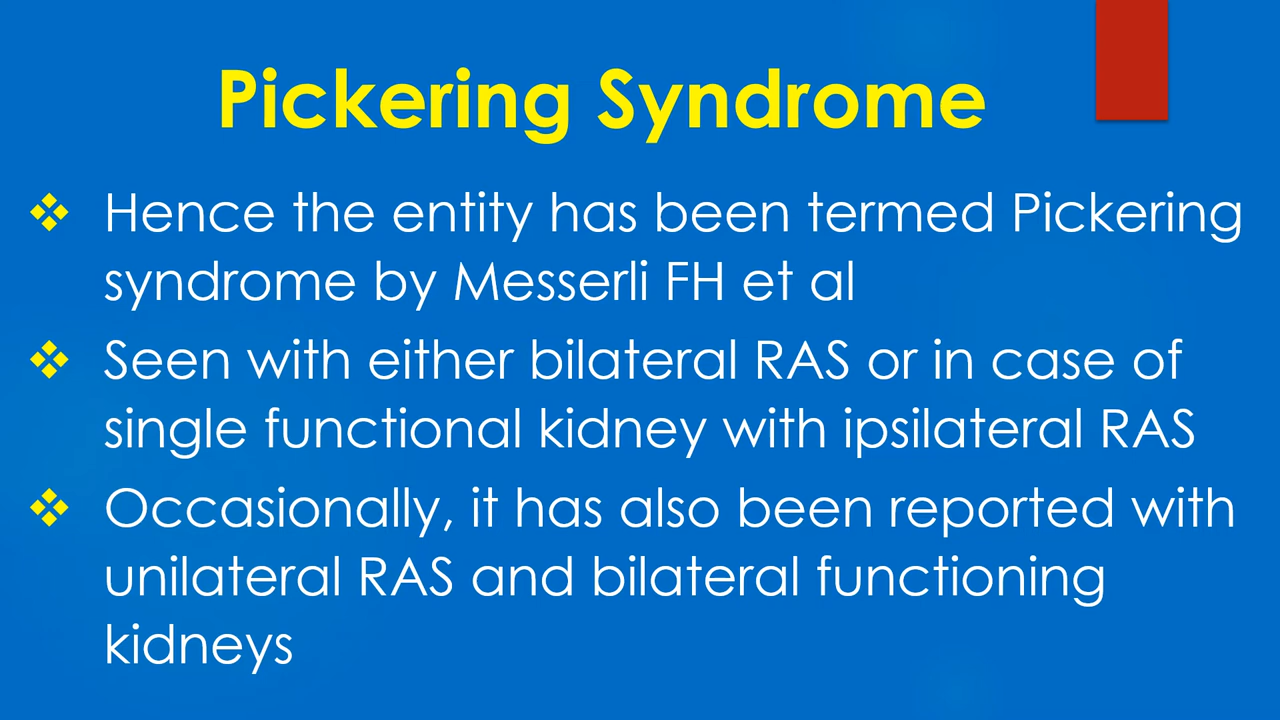 Pickering Syndrome
Hence the entity has been termed Pickering
syndrome by Messerli FH et al
Seen with either bilateral RAS or in case of
single functional kidney with ipsilateral RAS
Occasionally, it has also been reported with
unilateral RAS and bilateral functioning
kidneys